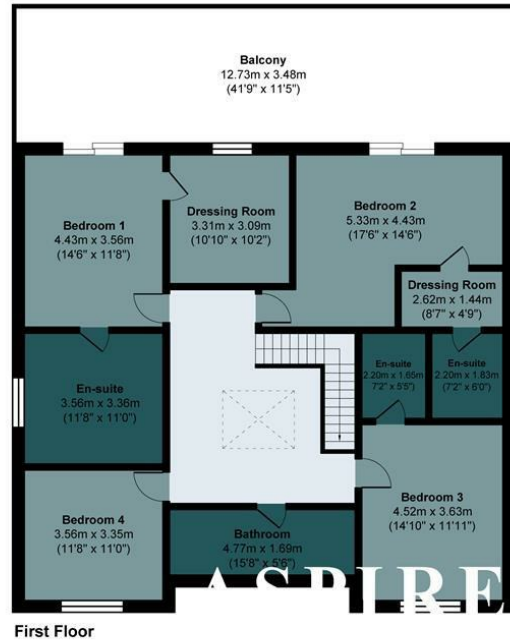 Balcony
12.73m x 3.48m
(41'9" x 11'5")
Bedroom 1
4.43m x 3.56m
(14'6" x 11'8")
Dressing Room
3.31m x 3.09m
(10'10" x 10'2")
Bedroom 2
5.33m x 4.43m
(17'6" x 14'6")
Dressing Room
2.62m x 1.44m
(8'7" x 4'9")
En-suite
3.56m x 3.36m
(11'8" x 11'0")
En-suite
2.20m x 1.65m
7'2" x 5'5")
En-suite
2.20m x 1.83m
(7'2" x 6'0")
Bedroom 4
3.56m x 3.35m
(11'8" x 11'0")
Bathroom
4.77m x 1.69m
(15'8" x 5'6")
Bedroom 3
4.52m x 3.63m
(14'10" x 11'11")
ASPIRE
First Floor